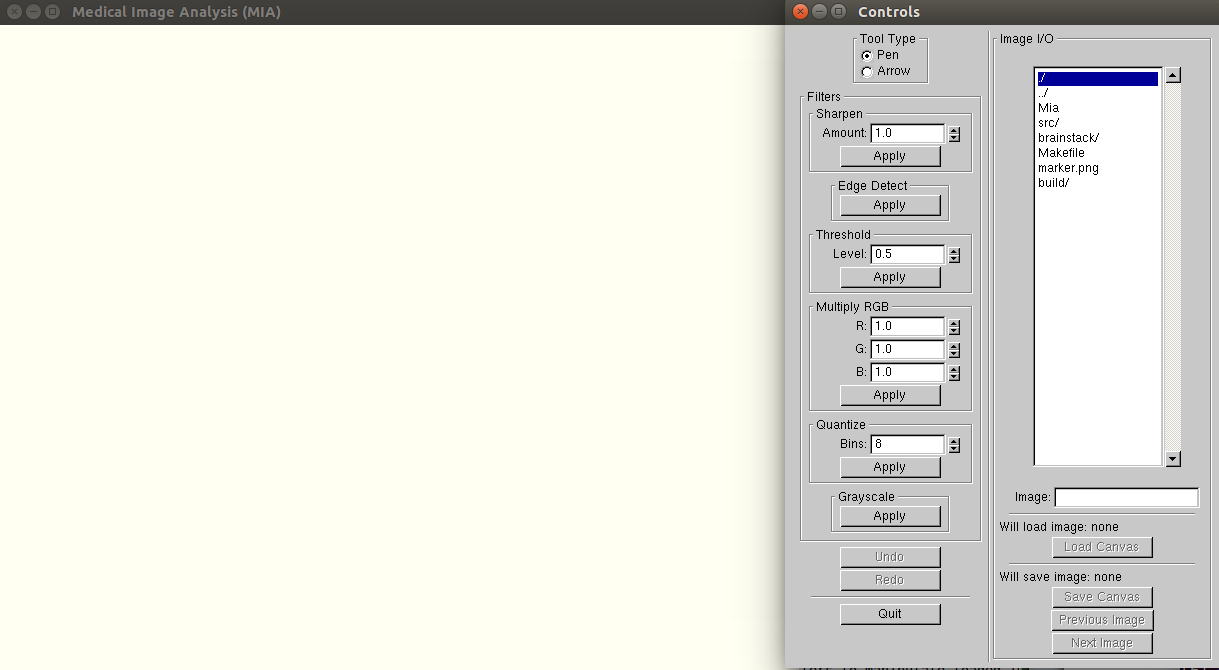 Medical Image Analysis (MIA)
Controls
Tool Type
Pen
Arrow
Filters
Sharpen
Amount: 1.0
Apply
Edge Detect
Apply
Threshold
Level: 0.5
Apply
Multiply RGB
R: 1.0
G: 1.0
B: 1.0
Apply
Quantize
Bins: 8
Apply
Grayscale
Apply
Undo
Redo
Quit
Image I/O
./
../
Mia
src/
brainstack/
Makefile
marker.png
build/
Image:
Will load image: none
Load Canvas
Will save image: none
Save Canvas
Previous Image
Next Image